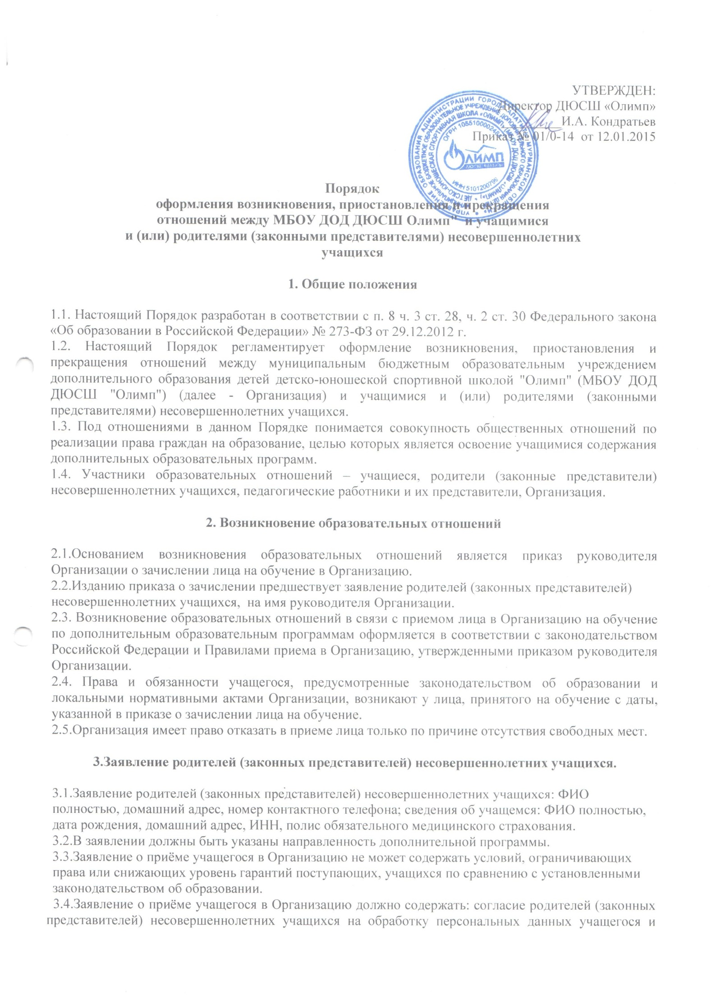 УТВЕРЖДЕН:
Директор ДЮСШ «Олимп»
__________И.А. Кондратьев
Приказ № 01/0-14  от 12.01.2015
ОГРН
ОЛИМП
ДЮСШ АПАТИТЫ
ИНН
Порядок
оформления возникновения, приостановления и прекращения
отношений между МБОУ ДОД ДЮСШ Олимп"  и учащимися
и (или) родителями (законными представителями) несовершеннолетних
учащихся
1. Общие положения
1.1. Настоящий Порядок разработан в соответствии с п. 8 ч. 3 ст. 28, ч. 2 ст. 30 Федерального закона
«Об образовании в Российской Федерации» № 273-ФЗ от 29.12.2012 г.
1.2. Настоящий Порядок регламентирует оформление возникновения, приостановления и
прекращения отношений между муниципальным бюджетным образовательным учреждением
дополнительного образования детей детско-юношеской спортивной школой "Олимп" (МБОУ ДОД
ДЮСШ "Олимп") (далее - Организация) и учащимися и (или) родителями (законными
представителями) несовершеннолетних учащихся.
1.3. Под отношениями в данном Порядке понимается совокупность общественных отношений по
реализации права граждан на образование, целью которых является освоение учащимися содержания
дополнительных образовательных программ.
1.4. Участники образовательных отношений – учащиеся, родители (законные представители)
несовершеннолетних учащихся, педагогические работники и их представители, Организация.
2. Возникновение образовательных отношений
2.1.Основанием возникновения образовательных отношений является приказ руководителя
Организации о зачислении лица на обучение в Организацию.
2.2.Изданию приказа о зачислении предшествует заявление родителей (законных представителей)
несовершеннолетних учащихся,  на имя руководителя Организации.
2.3. Возникновение образовательных отношений в связи с приемом лица в Организацию на обучение
по дополнительным образовательным программам оформляется в соответствии с законодательством
Российской Федерации и Правилами приема в Организацию, утвержденными приказом руководителя
Организации.
2.4. Права и обязанности учащегося, предусмотренные законодательством об образовании и
локальными нормативными актами Организации, возникают у лица, принятого на обучение с даты,
указанной в приказе о зачислении лица на обучение.
2.5.Организация имеет право отказать в приеме лица только по причине отсутствия свободных мест.
3.Заявление родителей (законных представителей) несовершеннолетних учащихся.
3.1.Заявление родителей (законных представителей) несовершеннолетних учащихся: ФИО
полностью, домашний адрес, номер контактного телефона; сведения об учащемся: ФИО полностью,
дата рождения, домашний адрес, ИНН, полис обязательного медицинского страхования.
3.2.В заявлении должны быть указаны направленность дополнительной программы.
3.3.Заявление о приёме учащегося в Организацию не может содержать условий, ограничивающих
права или снижающих уровень гарантий поступающих, учащихся по сравнению с установленными
законодательством об образовании.
3.4.Заявление о приёме учащегося в Организацию должно содержать: согласие родителей (законных
представителей) несовершеннолетних учащихся на обработку персональных данных учащегося и